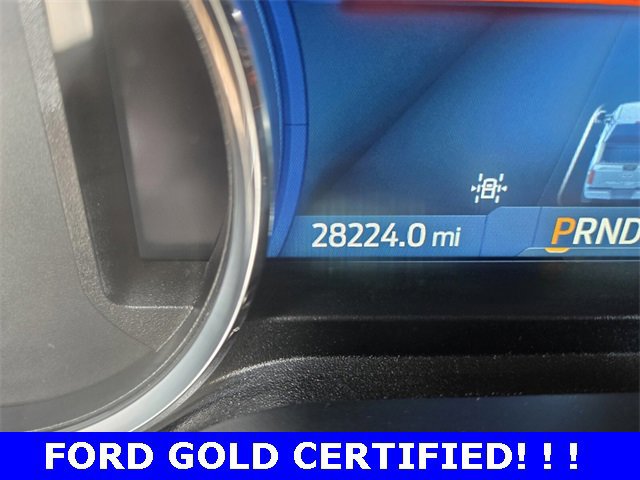 28224.0 mi PRND
FORD GOLD CERTIFIED! ! !